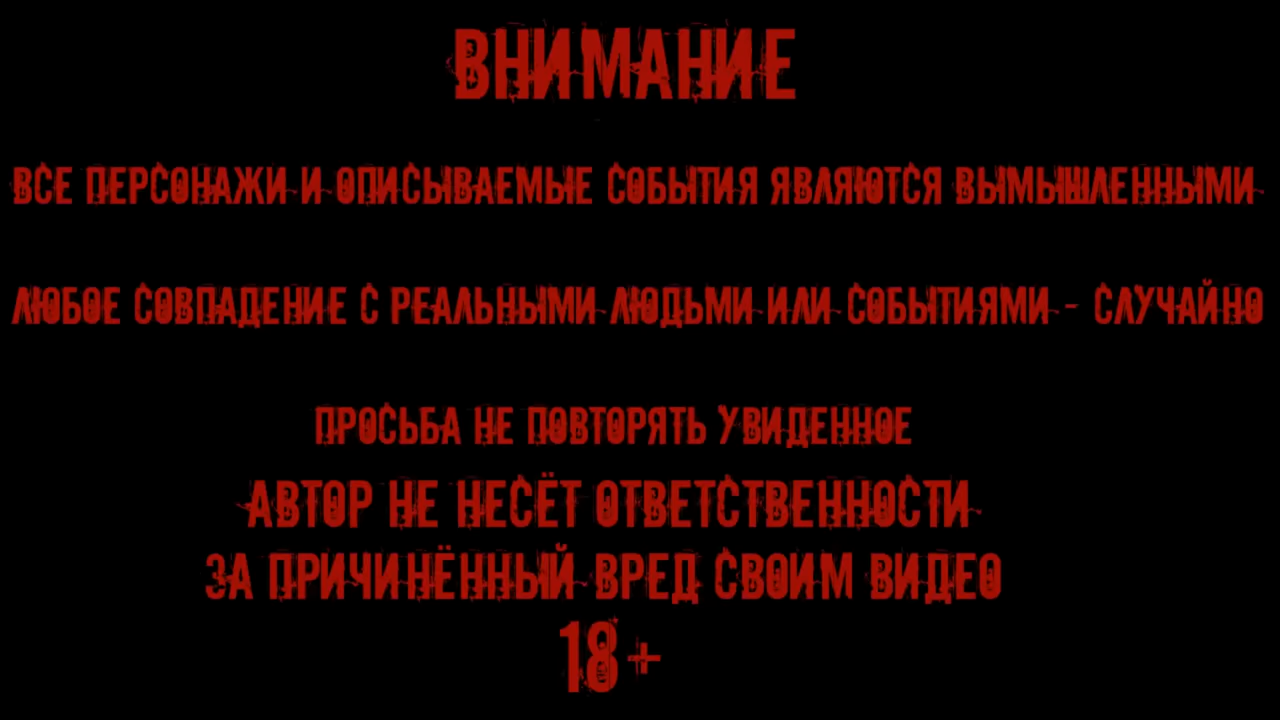 ВНИМАНИЕ
ВСЕ ПЕРСОНАЖИ И ОПИСЫВАЕМЫЕ СОБЫТИЯ ЯВЛЯЮТСЯ ВЫМЫШЛЕННЫМИ
ЛЮБОЕ СОВПАДЕНИЕ С РЕАЛЬНЫМИ ЛЮДЬМИ ИЛИ СОБЫТИЯМИ - СЛУЧАЙНО
ПРОСЬБА НЕ ПОВТОРЯТЬ УВИДЕННОЕ
АВТОР НЕ НЕСЁТ ОТВЕТСТВЕННОСТИ
ЗА ПРИЧИНЁННЫЙ ВРЕД СВОИМ ВИДЕО
18+